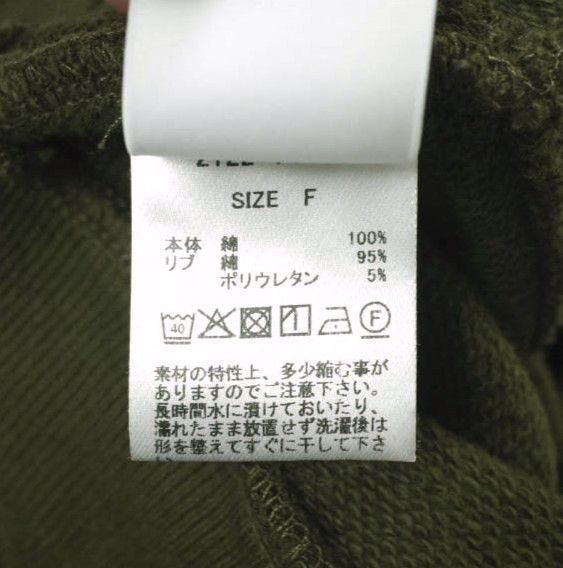 SIZE F
本体 綿 100%
リブ 綿 95%
ポリウレタン 5%
40 F
素材の特性上、多少縮む事が
ありますのでご注意下さい。
長時間水に漬けておいたり、
濡れたまま放置せず洗濯後は
形を整えてすぐに干して下さ
い